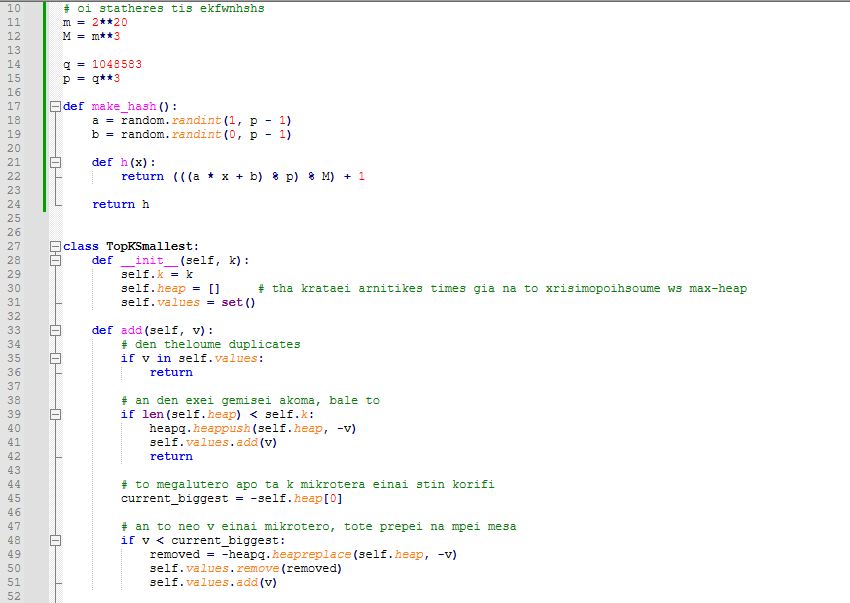 10 # oi statheres tis ekfwnhshs
11 m = 2**20
12 M = m**3
13
14 q = 1048583
15 p = q**3
16
17 def make_hash():
18     a = random.randint(1, p - 1)
19     b = random.randint(0, p - 1)
20
21     def h(x):
22         return (((a * x + b) % p) % M) + 1
23
24     return h
25
26
27 class TopKSmallest:
28     def __init__(self, k):
29         self.k = k
30         self.heap = []     # tha krataei arnitikes times gia na to xrisimopoihsoume ws max-heap
31         self.values = set()
32
33     def add(self, v):
34         # den theloume duplicates
35         if v in self.values:
36             return
37
38         # an den exei gemisei akoma, bale to
39         if len(self.heap) < self.k:
40             heapq.heappush(self.heap, -v)
41             self.values.add(v)
42             return
43
44         # to megalutero apo ta k mikrotera einai stin korifi
45         current_biggest = -self.heap[0]
46
47         # an to neo v einai mikrotero, tote prepei na mpei mesa
48         if v < current_biggest:
49             removed = -heapq.heapreplace(self.heap, -v)
50             self.values.remove(removed)
51             self.values.add(v)
52